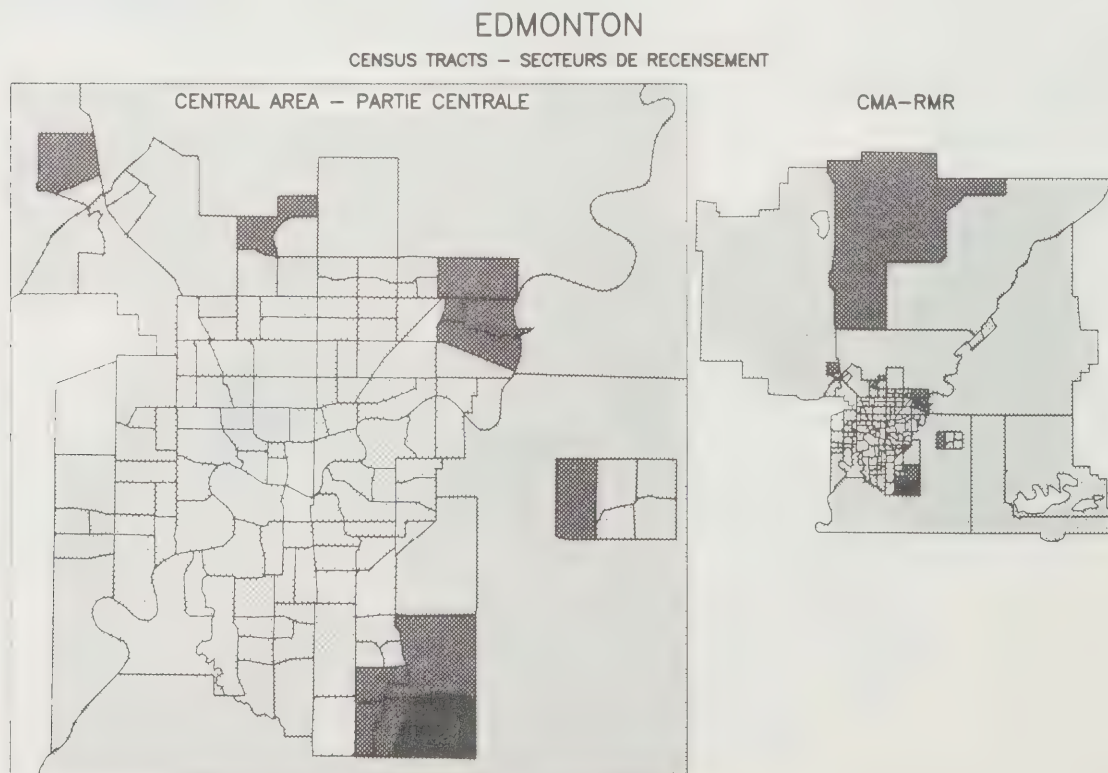 EDMONTON
CENSUS TRACTS – SECTEURS DE RECENSEMENT
CENTRAL AREA – PARTIE CENTRALE
CMA-RMR